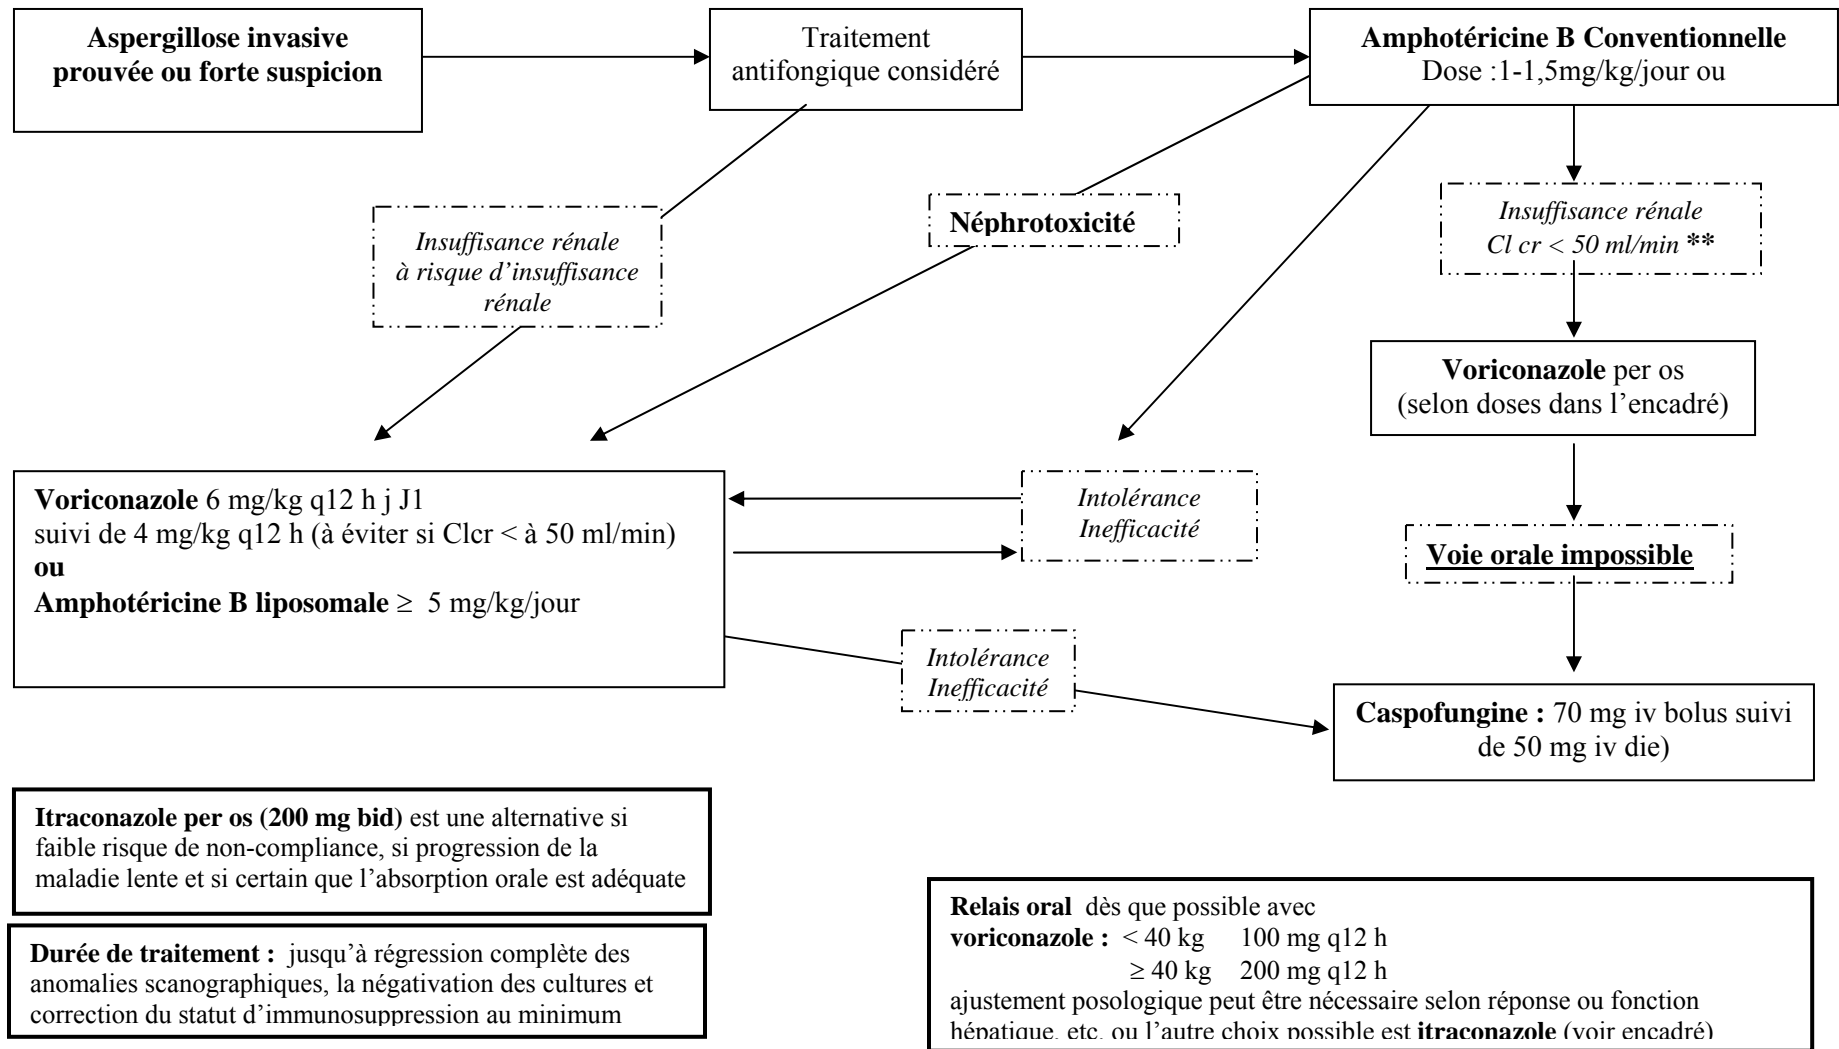 Aspergillose invasive
prouvée ou forte suspicion
Traitement
antifongique considéré
Amphotéricine B Conventionnelle
Dose :1-1,5mg/kg/jour ou
Insuffisance rénale
à risque d’insuffisance
rénale
Néphrotoxicité
Insuffisance rénale
Cl cr < 50 ml/min **
Voriconazole per os
(selon doses dans l’encadré)
Voriconazole 6 mg/kg q12 h j J1
suivi de 4 mg/kg q12 h (à éviter si Clcr < à 50 ml/min)
ou
Amphotéricine B liposomale ≥ 5 mg/kg/jour
Intolérance
Inefficacité
Voie orale impossible
Intolérance
Inefficacité
Caspofungine : 70 mg iv bolus suivi
de 50 mg iv die)
Itraconazole per os (200 mg bid) est une alternative si
faible risque de non-compliance, si progression de la
maladie lente et si certain que l’absorption orale est adéquate
Durée de traitement : jusqu’à régression complète des
anomalies scanographiques, la négativation des cultures et
correction du statut d’immunosuppression au minimum
Relais oral dès que possible avec
voriconazole : < 40 kg 100 mg q12 h
≥ 40 kg 200 mg q12 h
ajustement posologique peut être nécessaire selon réponse ou fonction
hépatique, etc. ou l’autre choix possible est itraconazole (voir encadré)